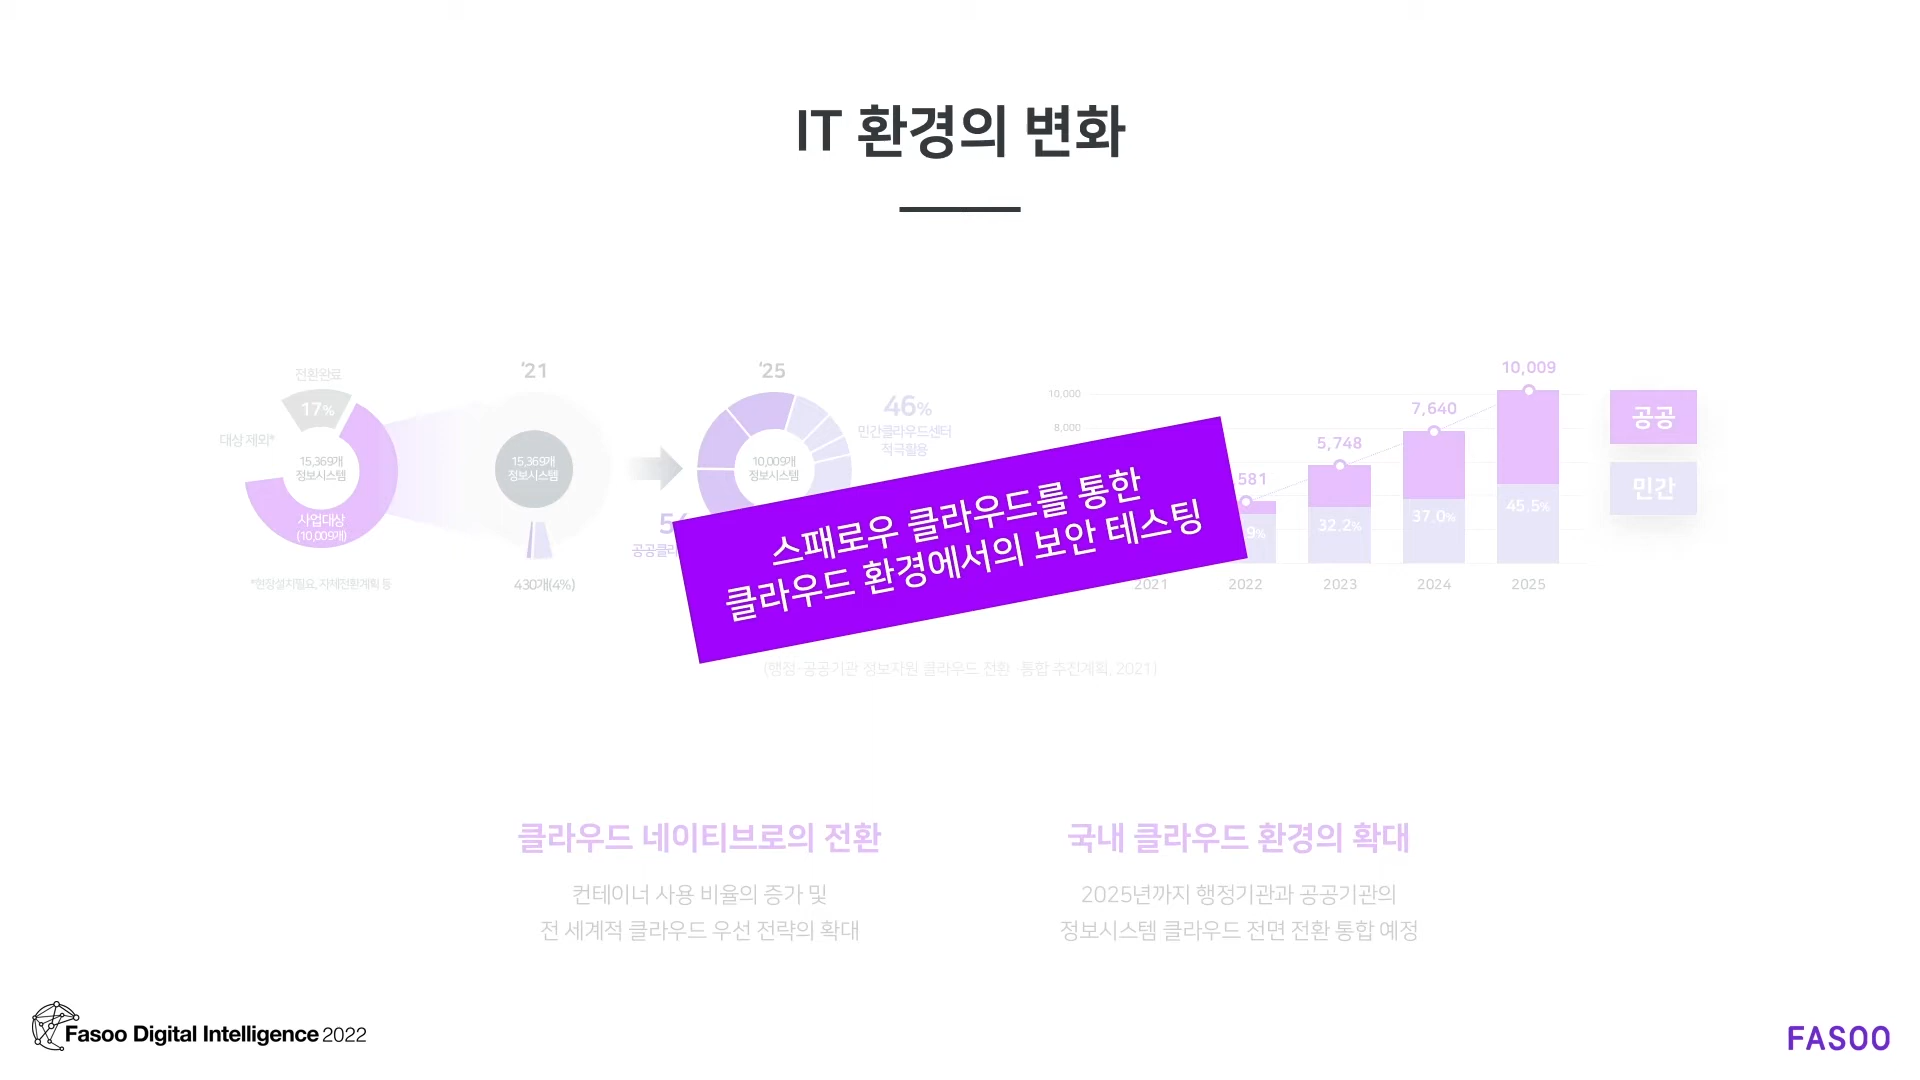 IT 환경의 변화
전환완료
17%
대상 제외*
15,369개
정보시스템
사업대상
(10,009개)
*현장설치필요, 자체전환계획 등
‘21
15,369개
정보시스템
430개(4%)
‘25
10,009개
정보시스템
46%
민간클라우드센터
적극활용
스패로우 클라우드를 통한
클라우드 환경에서의 보안 테스팅
10,000
8,000
581
5,748
7,640
10,009
9%
32.2%
37.0%
45.5%
2021
2022
2023
2024
2025
공공
민간
(행정·공공기관 정보자원 클라우드 전환·통합 추진계획, 2021)
클라우드 네이티브로의 전환
컨테이너 사용 비율의 증가 및
전 세계적 클라우드 우선 전략의 확대
국내 클라우드 환경의 확대
2025년까지 행정기관과 공공기관의
정보시스템 클라우드 전면 전환 통합 예정
Fasoo Digital Intelligence 2022
FASOO